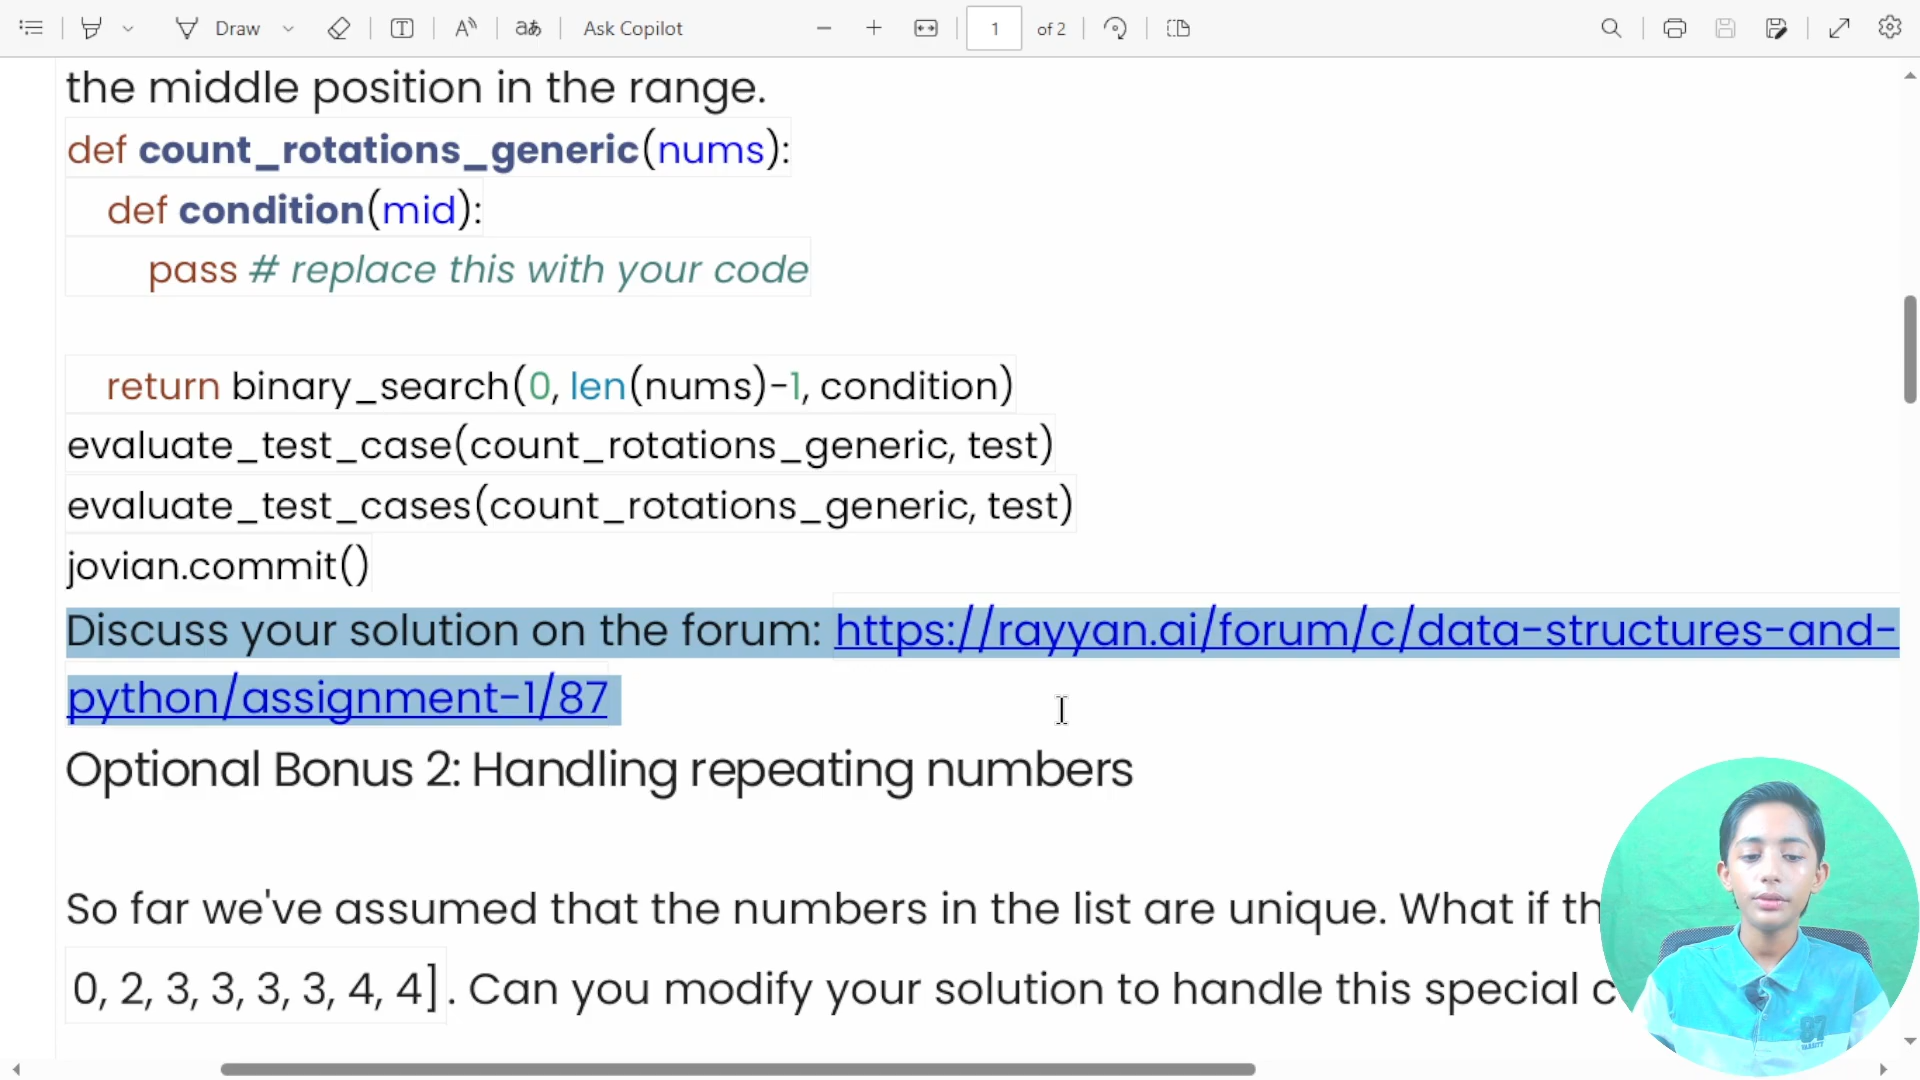 Draw
Ask Copilot
1 of 2
the middle position in the range.
def count_rotations_generic(nums):
def condition(mid):
pass # replace this with your code
return binary_search(0, len(nums)-1, condition)
evaluate_test_case(count_rotations_generic, test)
evaluate_test_cases(count_rotations_generic, test)
jovian.commit()
Discuss your solution on the forum: https://rayyan.ai/forum/c/data-structures-and-
python/assignment-1/87
Optional Bonus 2: Handling repeating numbers
So far we've assumed that the numbers in the list are unique. What if
0, 2, 3, 3, 3, 3, 4, 4]. Can you modify your solution to handle this special
87
VARSITY